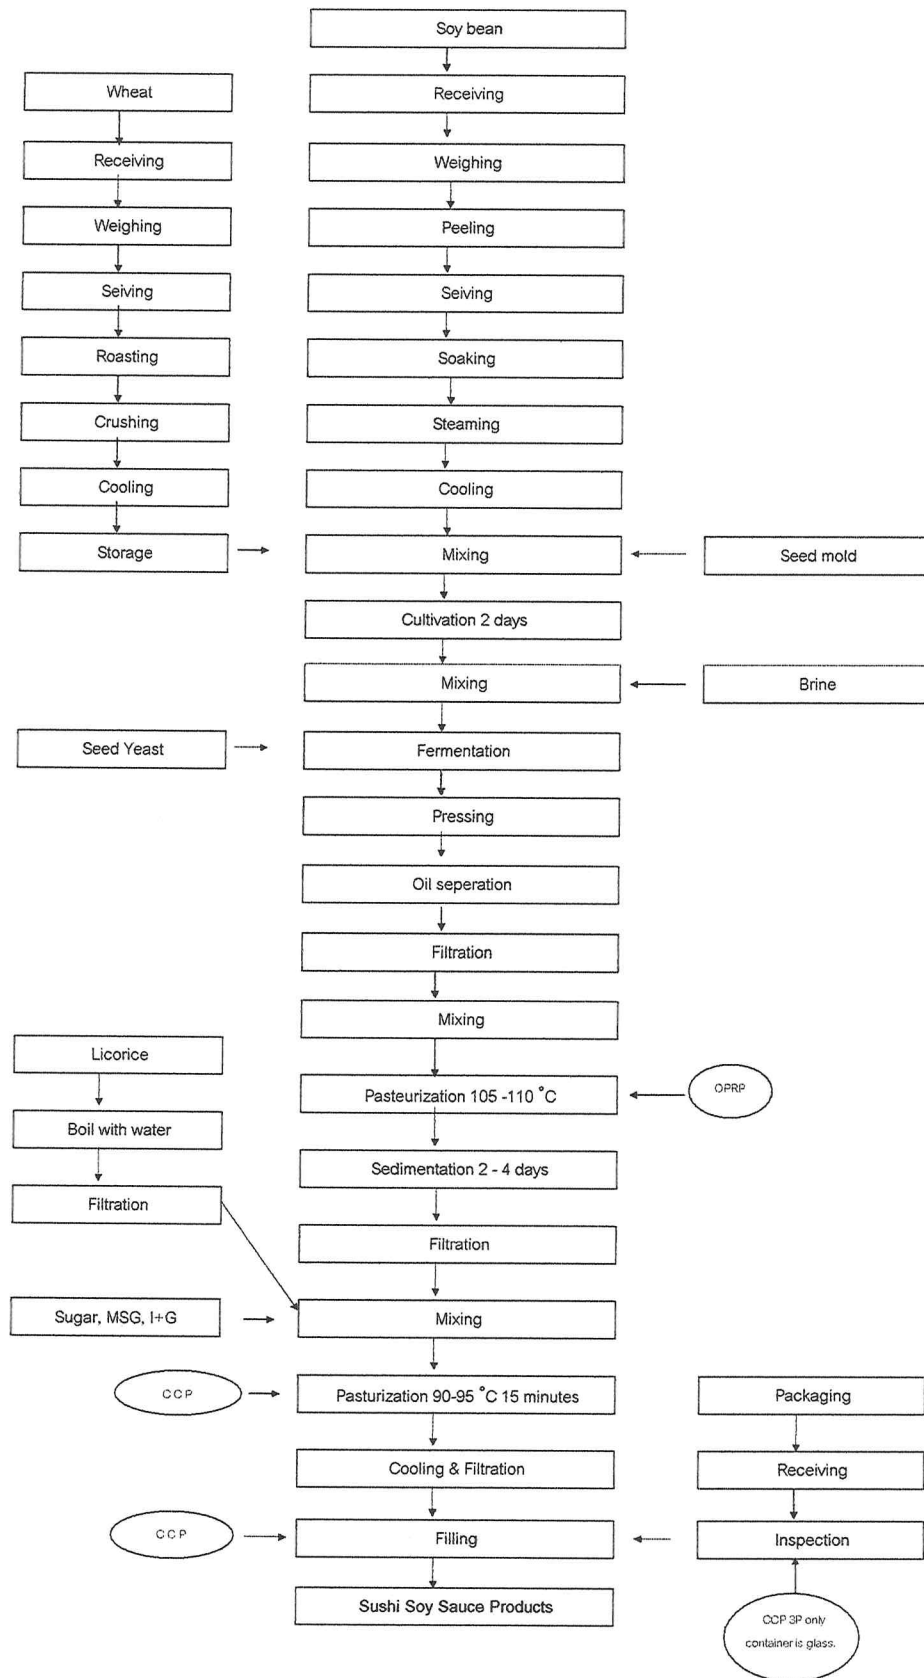 Soy bean
Wheat
Receiving
Receiving
Weighing
Weighing
Peeling
Seiving
Seiving
Roasting
Soaking
Crushing
Steaming
Cooling
Cooling
Storage
Mixing
Seed mold
Cultivation 2 days
Mixing
Brine
Seed Yeast
Fermentation
Pressing
Oil seperation
Filtration
Mixing
Licorice
Pasteurization 105 -110 °C
OPRP
Boil with water
Sedimentation 2 - 4 days
Filtration
Filtration
Sugar, MSG, I+G
Mixing
CCP
Pasturization 90-95 °C 15 minutes
Packaging
Cooling & Filtration
Receiving
CCP
Filling
Inspection
Sushi Soy Sauce Products
CCP 3P only
container is glass.